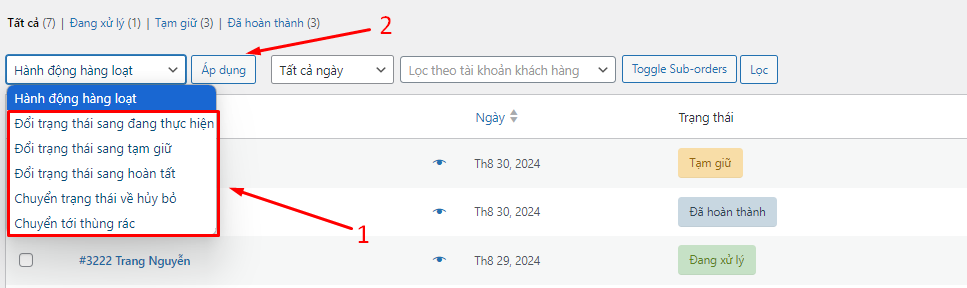 Tất cả (7) | Đang xử lý (1) | Tạm giữ (3) | Đã hoàn thành (3)
2
Hành động hàng loạt Áp dụng Tất cả ngày Lọc theo tài khoản khách hàng Toggle Sub-orders Lọc
Hành động hàng loạt
Đổi trạng thái sang đang thực hiện
Đổi trạng thái sang tạm giữ
Đổi trạng thái sang hoàn tất
Chuyển trạng thái về hủy bỏ
Chuyển tới thùng rác
1
Ngày Trạng thái
Th8 30, 2024 Tạm giữ
Th8 30, 2024 Đã hoàn thành
#3222 Trang Nguyễn Th8 29, 2024 Đang xử lý